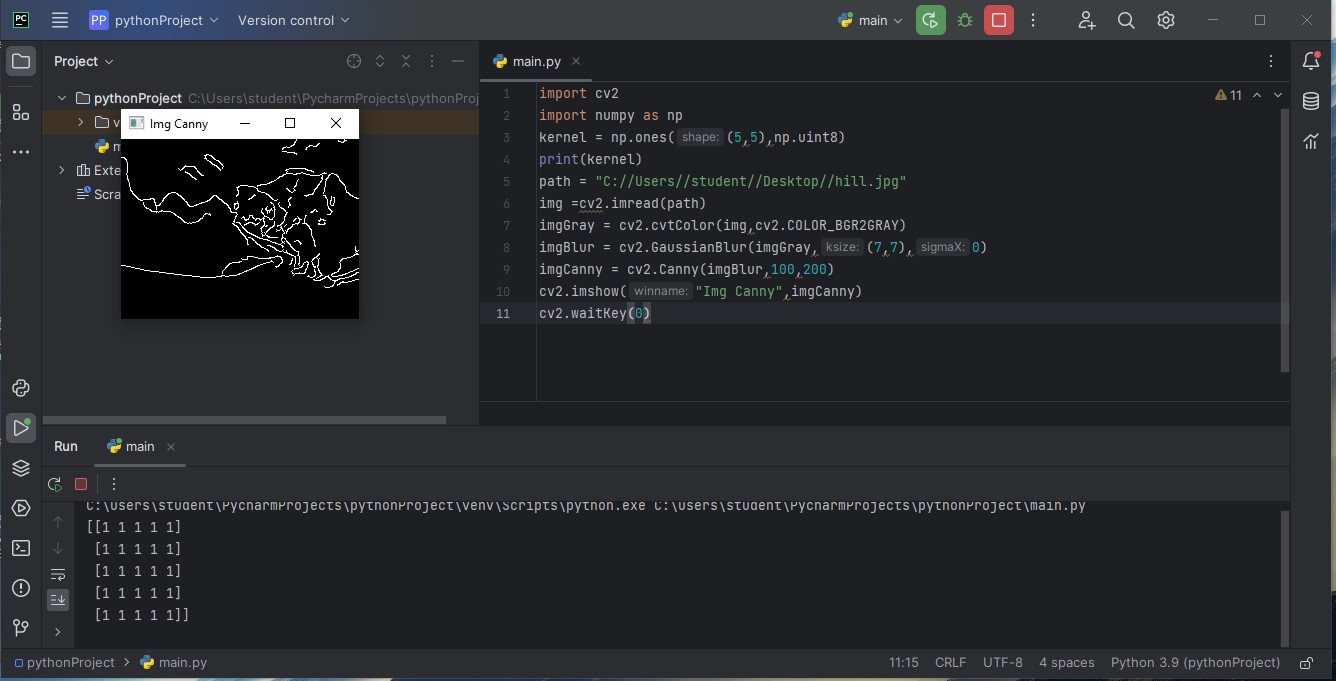 PC PP pythonProject Version control main
Project
main.py
pythonProject C:\Users\student\PycharmProjects\pythonProj
v
Img Canny
m
Exte
Scra
11
1 import cv2
2 import numpy as np
3 kernel = np.ones( shape: (5,5),np.uint8)
4 print(kernel)
5 path = "C://Users//student//Desktop//hill.jpg"
6 img =cv2.imread(path)
7 imgGray = cv2.cvtColor(img,cv2.COLOR_BGR2GRAY)
8 imgBlur = cv2.GaussianBlur(imgGray, ksize: (7,7), sigmaX: 0)
9 imgCanny = cv2.Canny(imgBlur,100,200)
10 cv2.imshow( winname: "Img Canny",imgCanny)
11 cv2.waitKey(0)
Run main
C:\Users\student\PycharmProjects\pythonProject\venv\Scripts\python.exe C:\Users\student\PycharmProjects\pythonProject\main.py
[[1 1 1 1 1]
[1 1 1 1 1]
[1 1 1 1 1]
[1 1 1 1 1]
[1 1 1 1 1]]
pythonProject > main.py 11:15 CRLF UTF-8 4 spaces Python 3.9 (pythonProject)